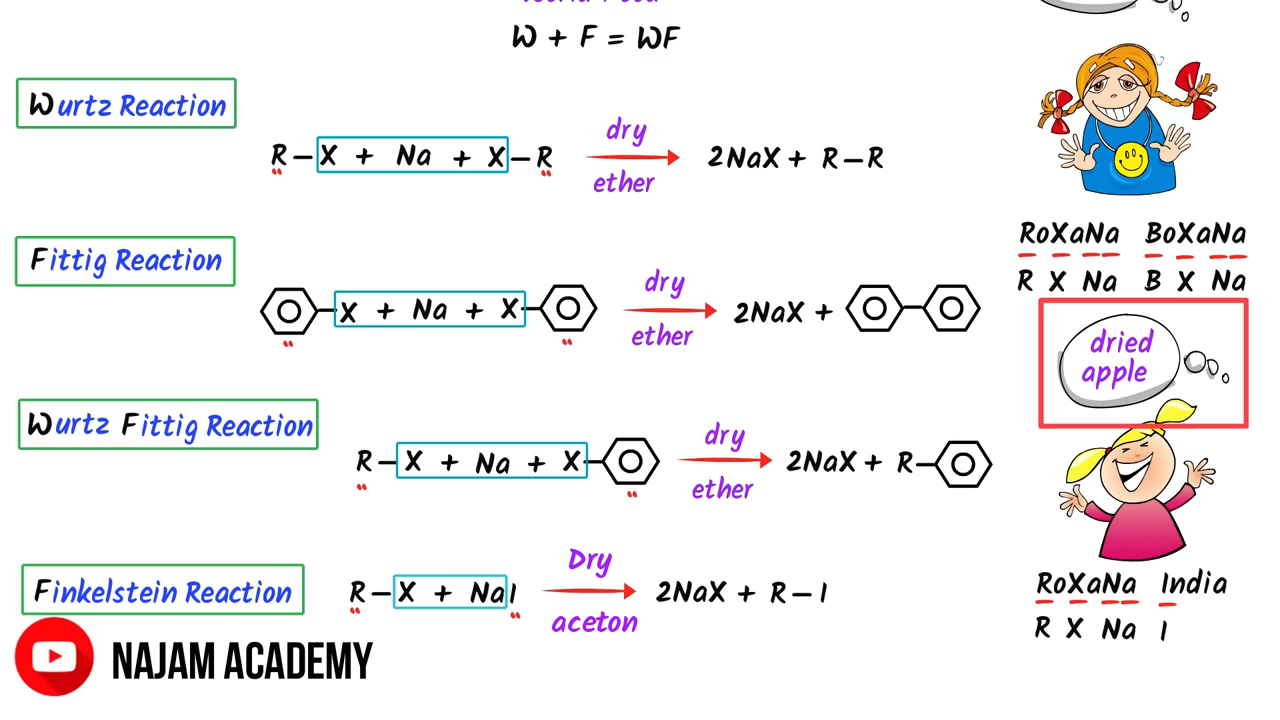 W + F = WF
Wurtz Reaction
R – X + Na + X – R dry ether 2NaX + R – R
RoXaNa BoXaNa
R X Na B X Na
Fittig Reaction
X + Na + X dry ether 2NaX +
dried
apple
Wurtz Fittig Reaction
R – X + Na + X dry ether 2NaX + R –
Finkelstein Reaction
R – X + NaI Dry aceton 2NaX + R – I
RoXaNa India
R X Na I
NAJAM ACADEMY